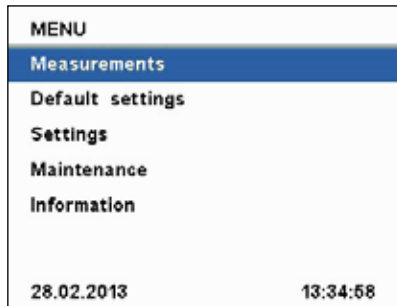 MENU
Measurements
Default settings
Settings
Maintenance
Information
28.02.2013 13:34:58